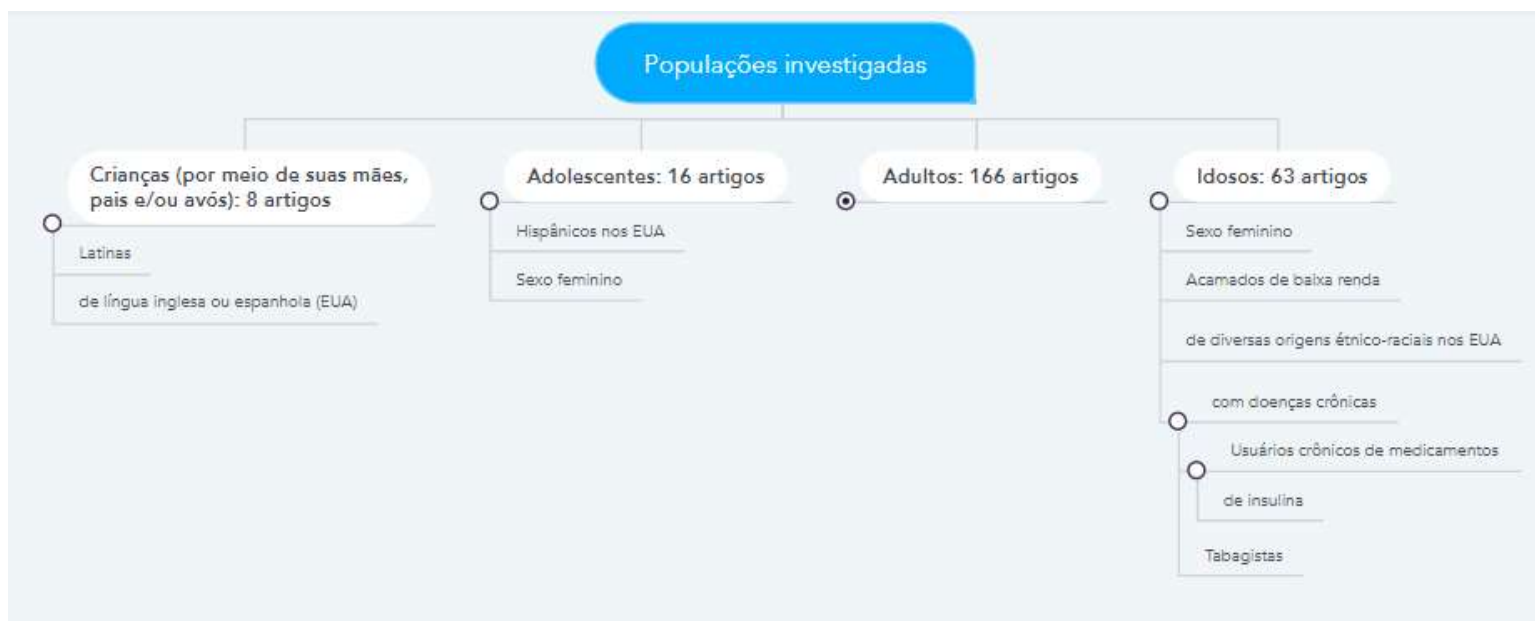 Populações investigadas
Crianças (por meio de suas mães,
pais e/ou avós): 8 artigos
Latinas
de língua inglesa ou espanhola (EUA)
Adolescentes: 16 artigos
Hispânicos nos EUA
Sexo feminino
Adultos: 166 artigos
Idosos: 63 artigos
Sexo feminino
Acamados de baixa renda
de diversas origens étnico-raciais nos EUA
com doenças crônicas
Usuários crônicos de medicamentos
de insulina
Tabagistas